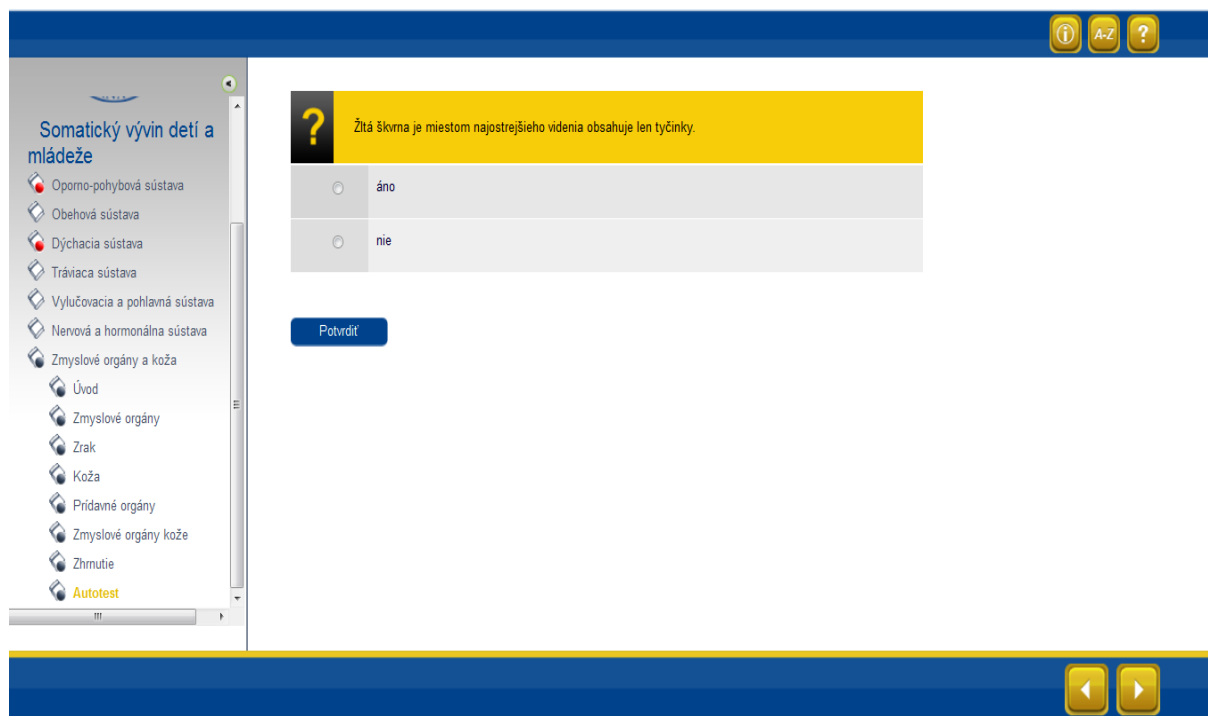 A-Z ?
Somatický vývin detí a
mládeže
Oporno-pohybová sústava
Obehová sústava
Dýchacia sústava
Tráviaca sústava
Vylučovacia a pohlavná sústava
Nervová a hormonálna sústava
Zmyslové orgány a koža
Úvod
Zmyslové orgány
Zrak
Koža
Prídavné orgány
Zmyslové orgány kože
Zhrnutie
Autotest
? Žltá škvrna je miestom najostrejšieho videnia obsahuje len tyčinky.
áno
nie
Potvrdiť